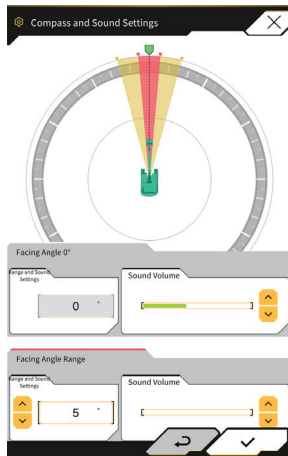 Compass and Sound Settings
Facing Angle 0°
Range and Sound
Settings
Sound Volume
0 °
Facing Angle Range
Range and Sound
Settings
Sound Volume
5 °